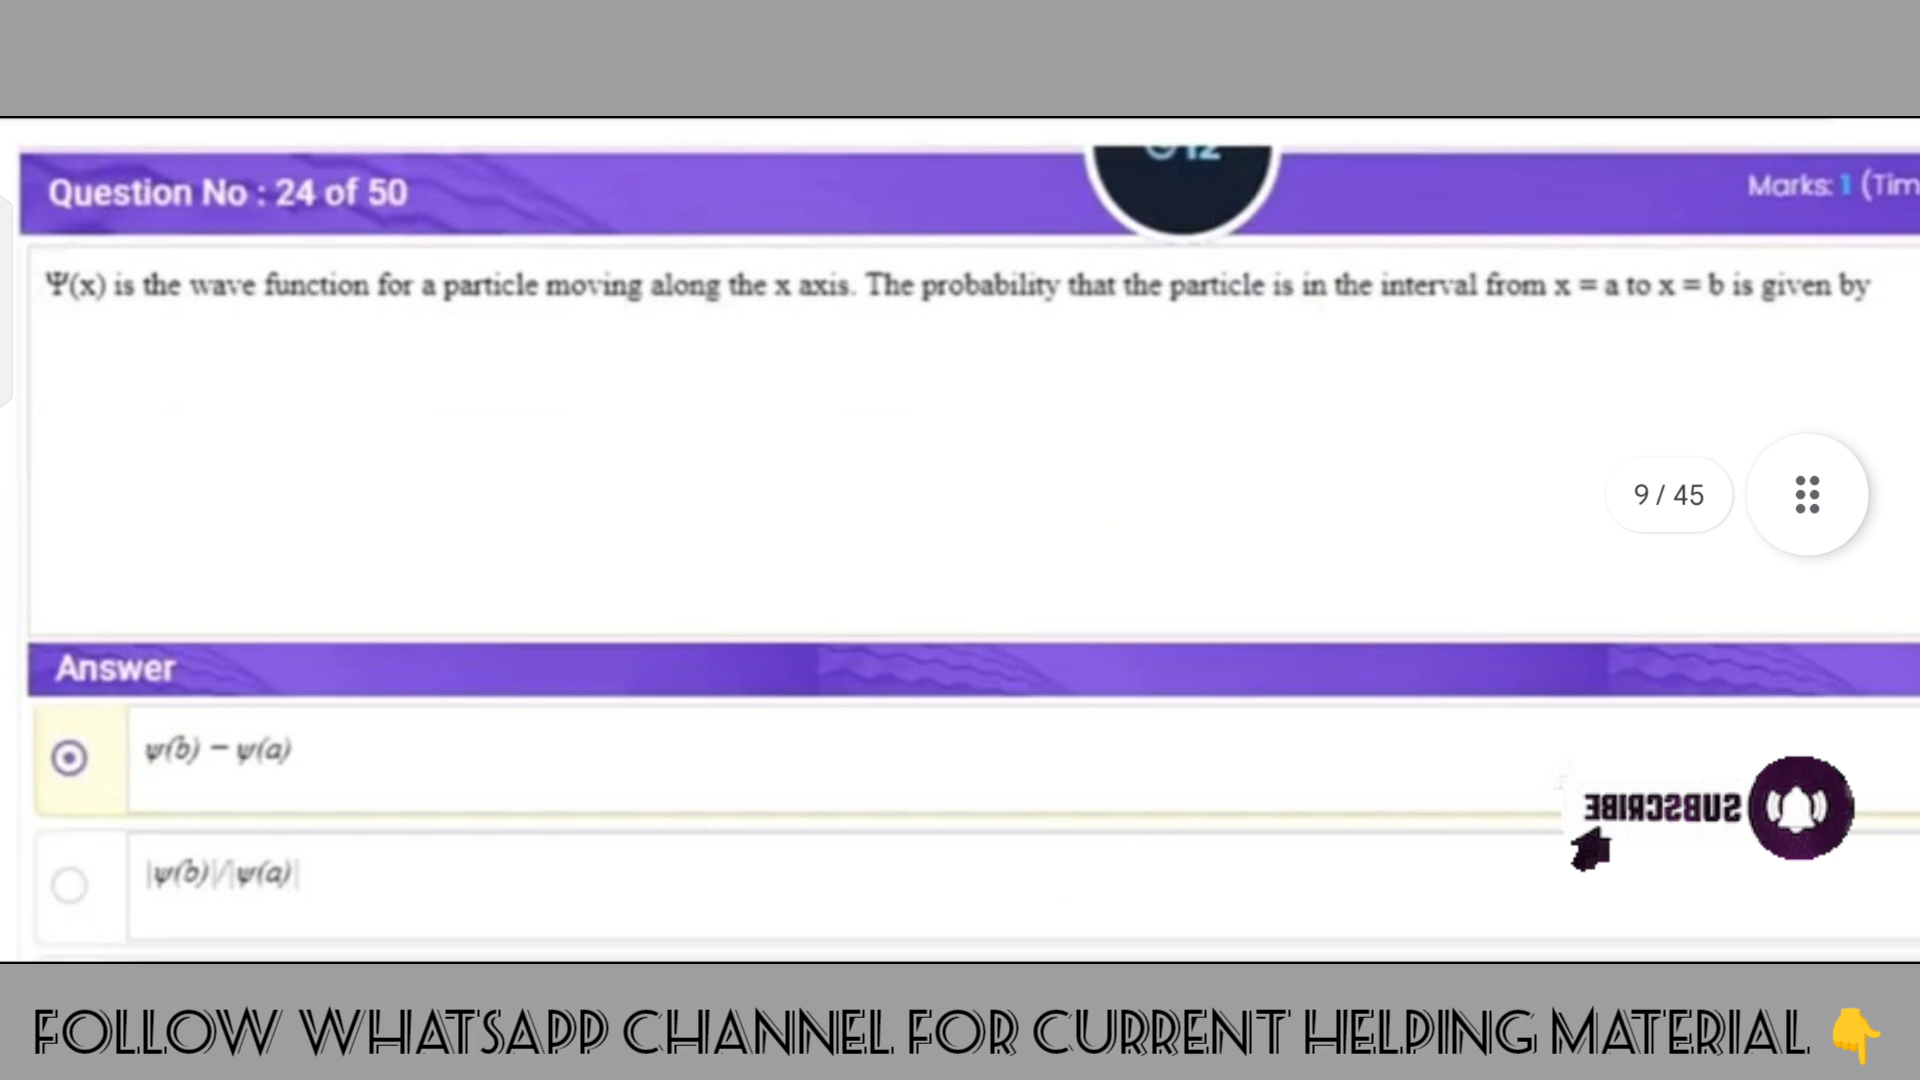 12
Question No : 24 of 50
Marks: 1 (Tim
Ψ(x) is the wave function for a particle moving along the x axis. The probability that the particle is in the interval from x = a to x = b is given by
9 / 45
Answer
ψ(b) − ψ(a)
SUBSCRIBE
|ψ(b)|/|ψ(a)|
FOLLOW WHATSAPP CHANNEL FOR CURRENT HELPING MATERIAL 👇